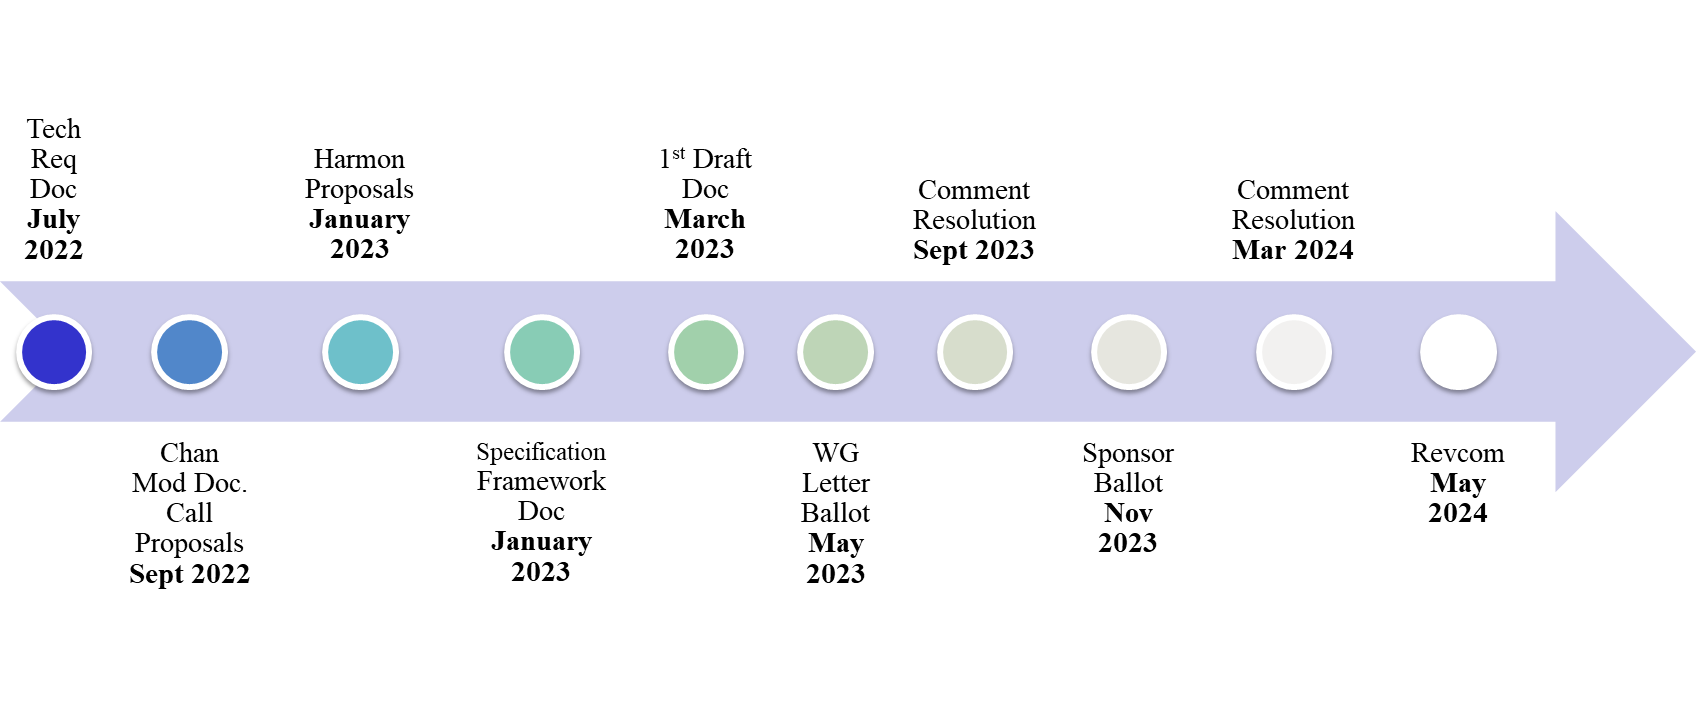 Tech
Req
Doc
July
2022
Chan
Mod Doc.
Call
Proposals
Sept 2022
Harmon
Proposals
January
2023
Specification
Framework
Doc
January
2023
1st Draft
Doc
March
2023
WG
Letter
Ballot
May
2023
Comment
Resolution
Sept 2023
Sponsor
Ballot
Nov
2023
Comment
Resolution
Mar 2024
Revcom
May
2024